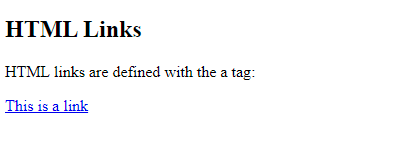 HTML Links
HTML links are defined with the a tag:
This is a link